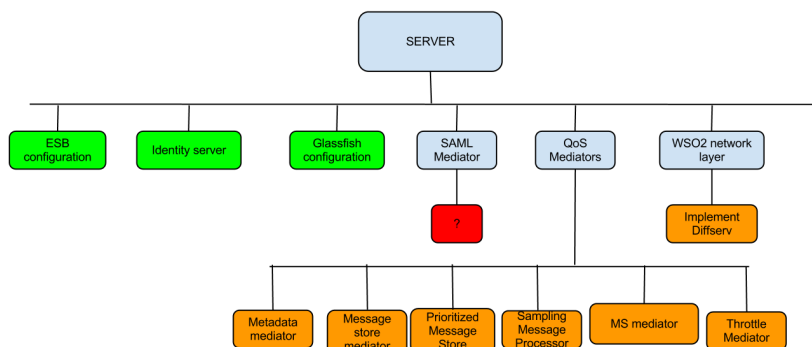 SERVER
ESB
configuration
Identity server
Glassfish
configuration
SAML
Mediator
QoS
Mediators
WSO2 network
layer
?
Implement
Diffserv
Metadata
mediator
Message
store
mediator
Prioritized
Message
Store
Sampling
Message
Processor
MS mediator
Throttle
Mediator